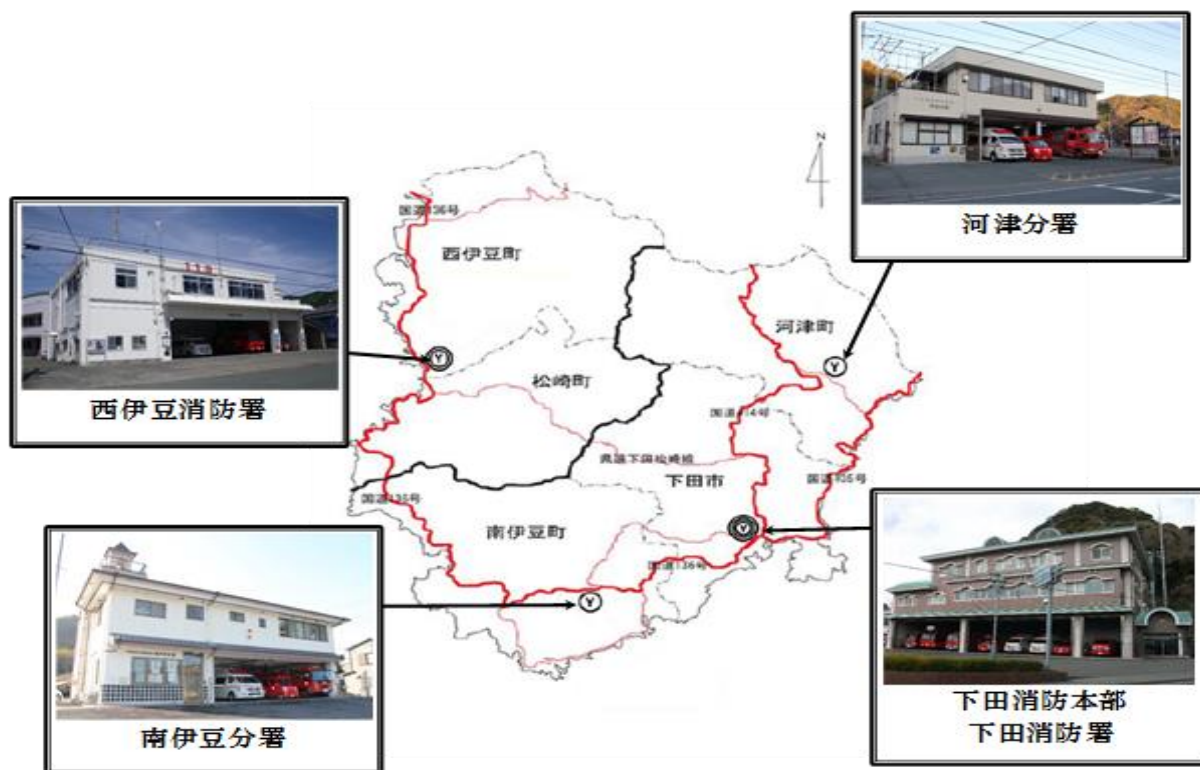 河津分署
N
国道136号
西伊豆町
河津町
西伊豆消防署
松崎町
国道414号
県道下田松崎線
下田市
国道135号
国道136号
南伊豆町
国道136号
下田消防本部
下田消防署
南伊豆分署